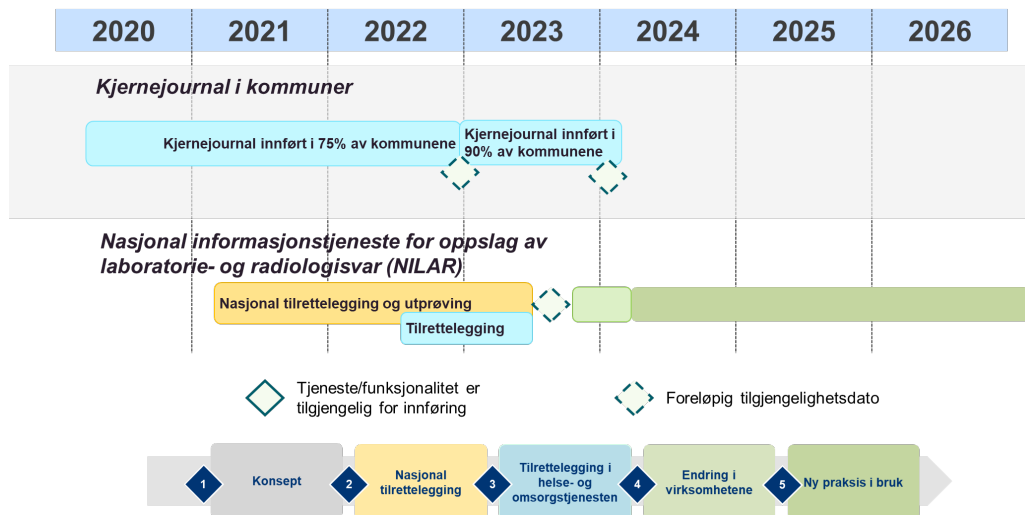 2020 2021 2022 2023 2024 2025 2026
Kjernejournal i kommuner
Kjernejournal innført i 75% av kommunene
Kjernejournal innført i
90% av kommunene
Nasjonal informasjonstjeneste for oppslag av
laboratorie- og radiologisvar (NILAR)
Nasjonal tilrettelegging og utprøving
Tilrettelegging
Tjeneste/funksjonalitet er
tilgjengelig for innføring
Foreløpig tilgjengelighetsdato
1
Konsept
2
Nasjonal
tilrettelegging
3
Tilrettelegging i
helse- og
omsorgstjenesten
4
Endring i
virksomhetene
5
Ny praksis i bruk